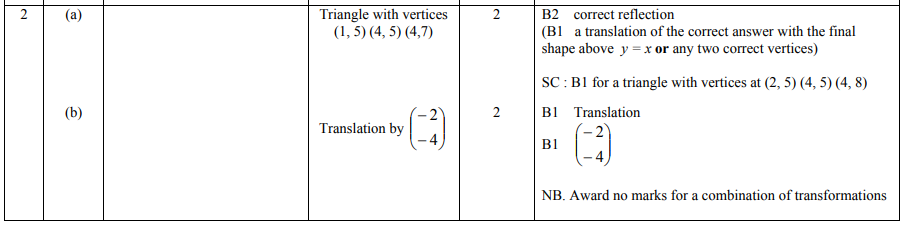 2 (a) Triangle with vertices 2 B2 correct reflection
(1, 5) (4, 5) (4,7) (B1 a translation of the correct answer with the final
shape above y = x or any two correct vertices)
SC : B1 for a triangle with vertices at (2, 5) (4, 5) (4, 8)
(b) Translation by (−2 −4) 2 B1 Translation
B1 (−2 −4)
NB. Award no marks for a combination of transformations